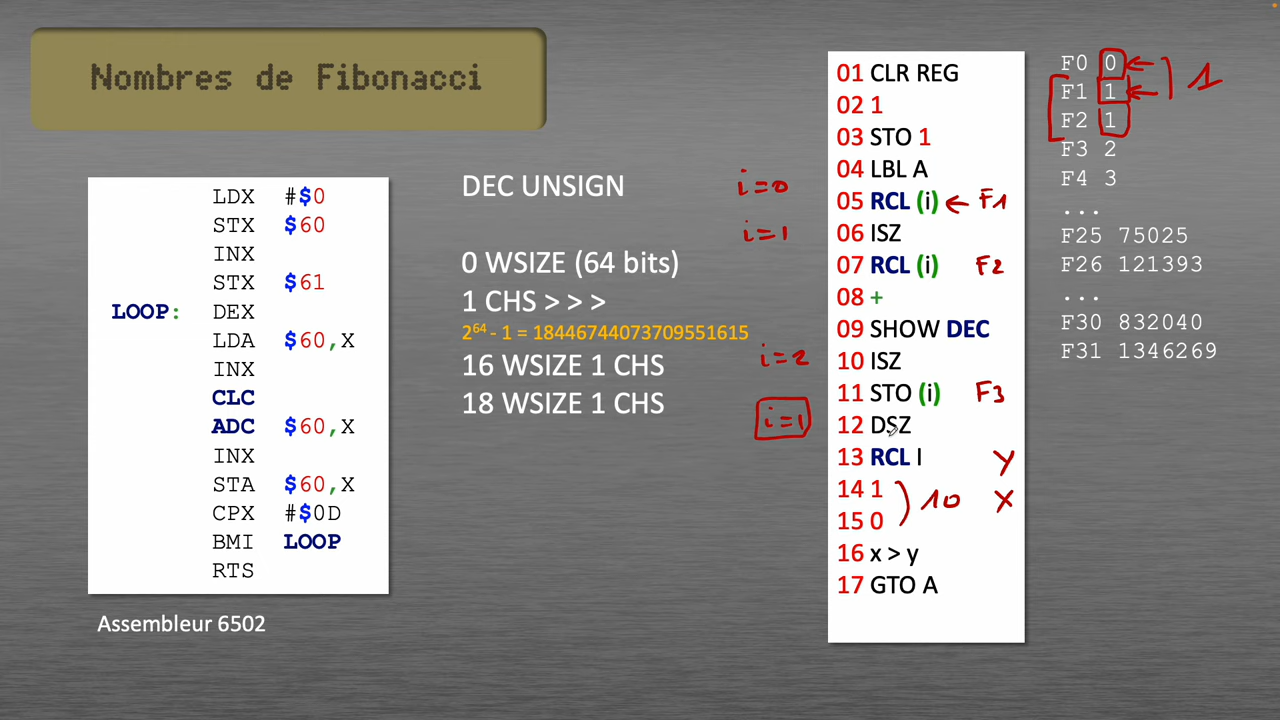 Nombres de Fibonacci
LDX #$0
STX $60
INX
STX $61
LOOP: DEX
LDA $60,X
INX
CLC
ADC $60,X
INX
STA $60,X
CPX #$0D
BMI LOOP
RTS
Assembleur 6502
DEC UNSIGN
0 WSIZE (64 bits)
1 CHS > > >
2^64 - 1 = 18446744073709551615
16 WSIZE 1 CHS
18 WSIZE 1 CHS
i=0
i=1
i=2
i=1
01 CLR REG
02 1
03 STO 1
04 LBL A
05 RCL (i) ← F1
06 ISZ
07 RCL (i) F2
08 +
09 SHOW DEC
10 ISZ
11 STO (i) F3
12 DSZ
13 RCL I Y
14 1
15 0
) 10 X
16 x > y
17 GTO A
F0 0
F1 1
1
F2 1
F3 2
F4 3
...
F25 75025
F26 121393
...
F30 832040
F31 1346269